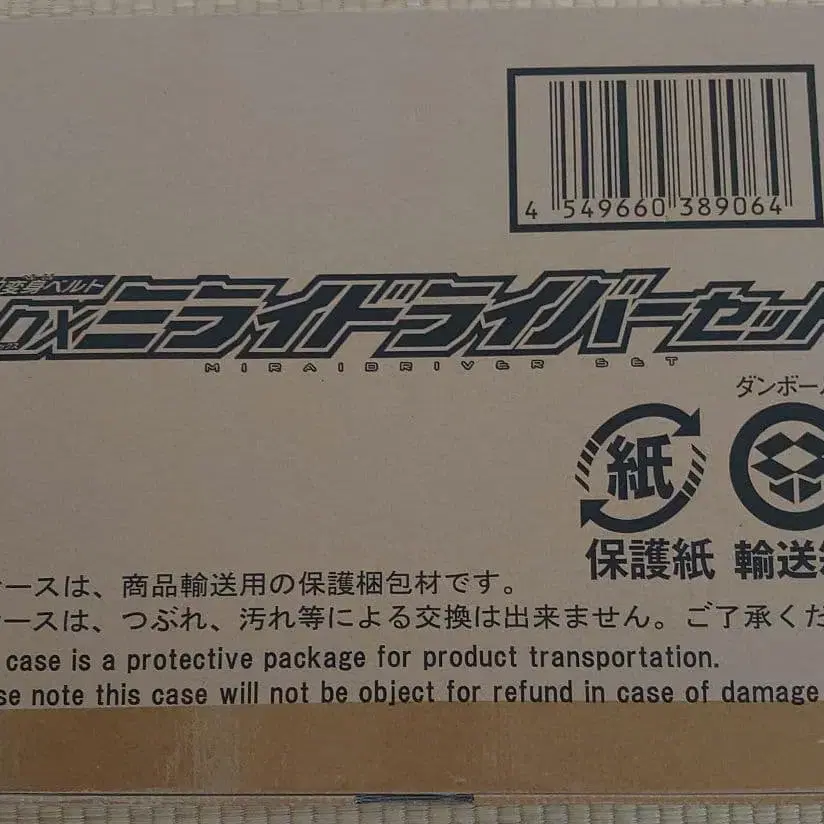 4 549660 389064
変身ベルト
DXミライドライバーセット
MIRAIDRIVER SET
ダンボール
紙
保護紙 輸送箱
ケースは、商品輸送用の保護梱包材です。
ケースは、つぶれ、汚れ等による交換は出来ません。ご了承くだ
case is a protective package for product transportation.
se note this case will not be object for refund in case of damage